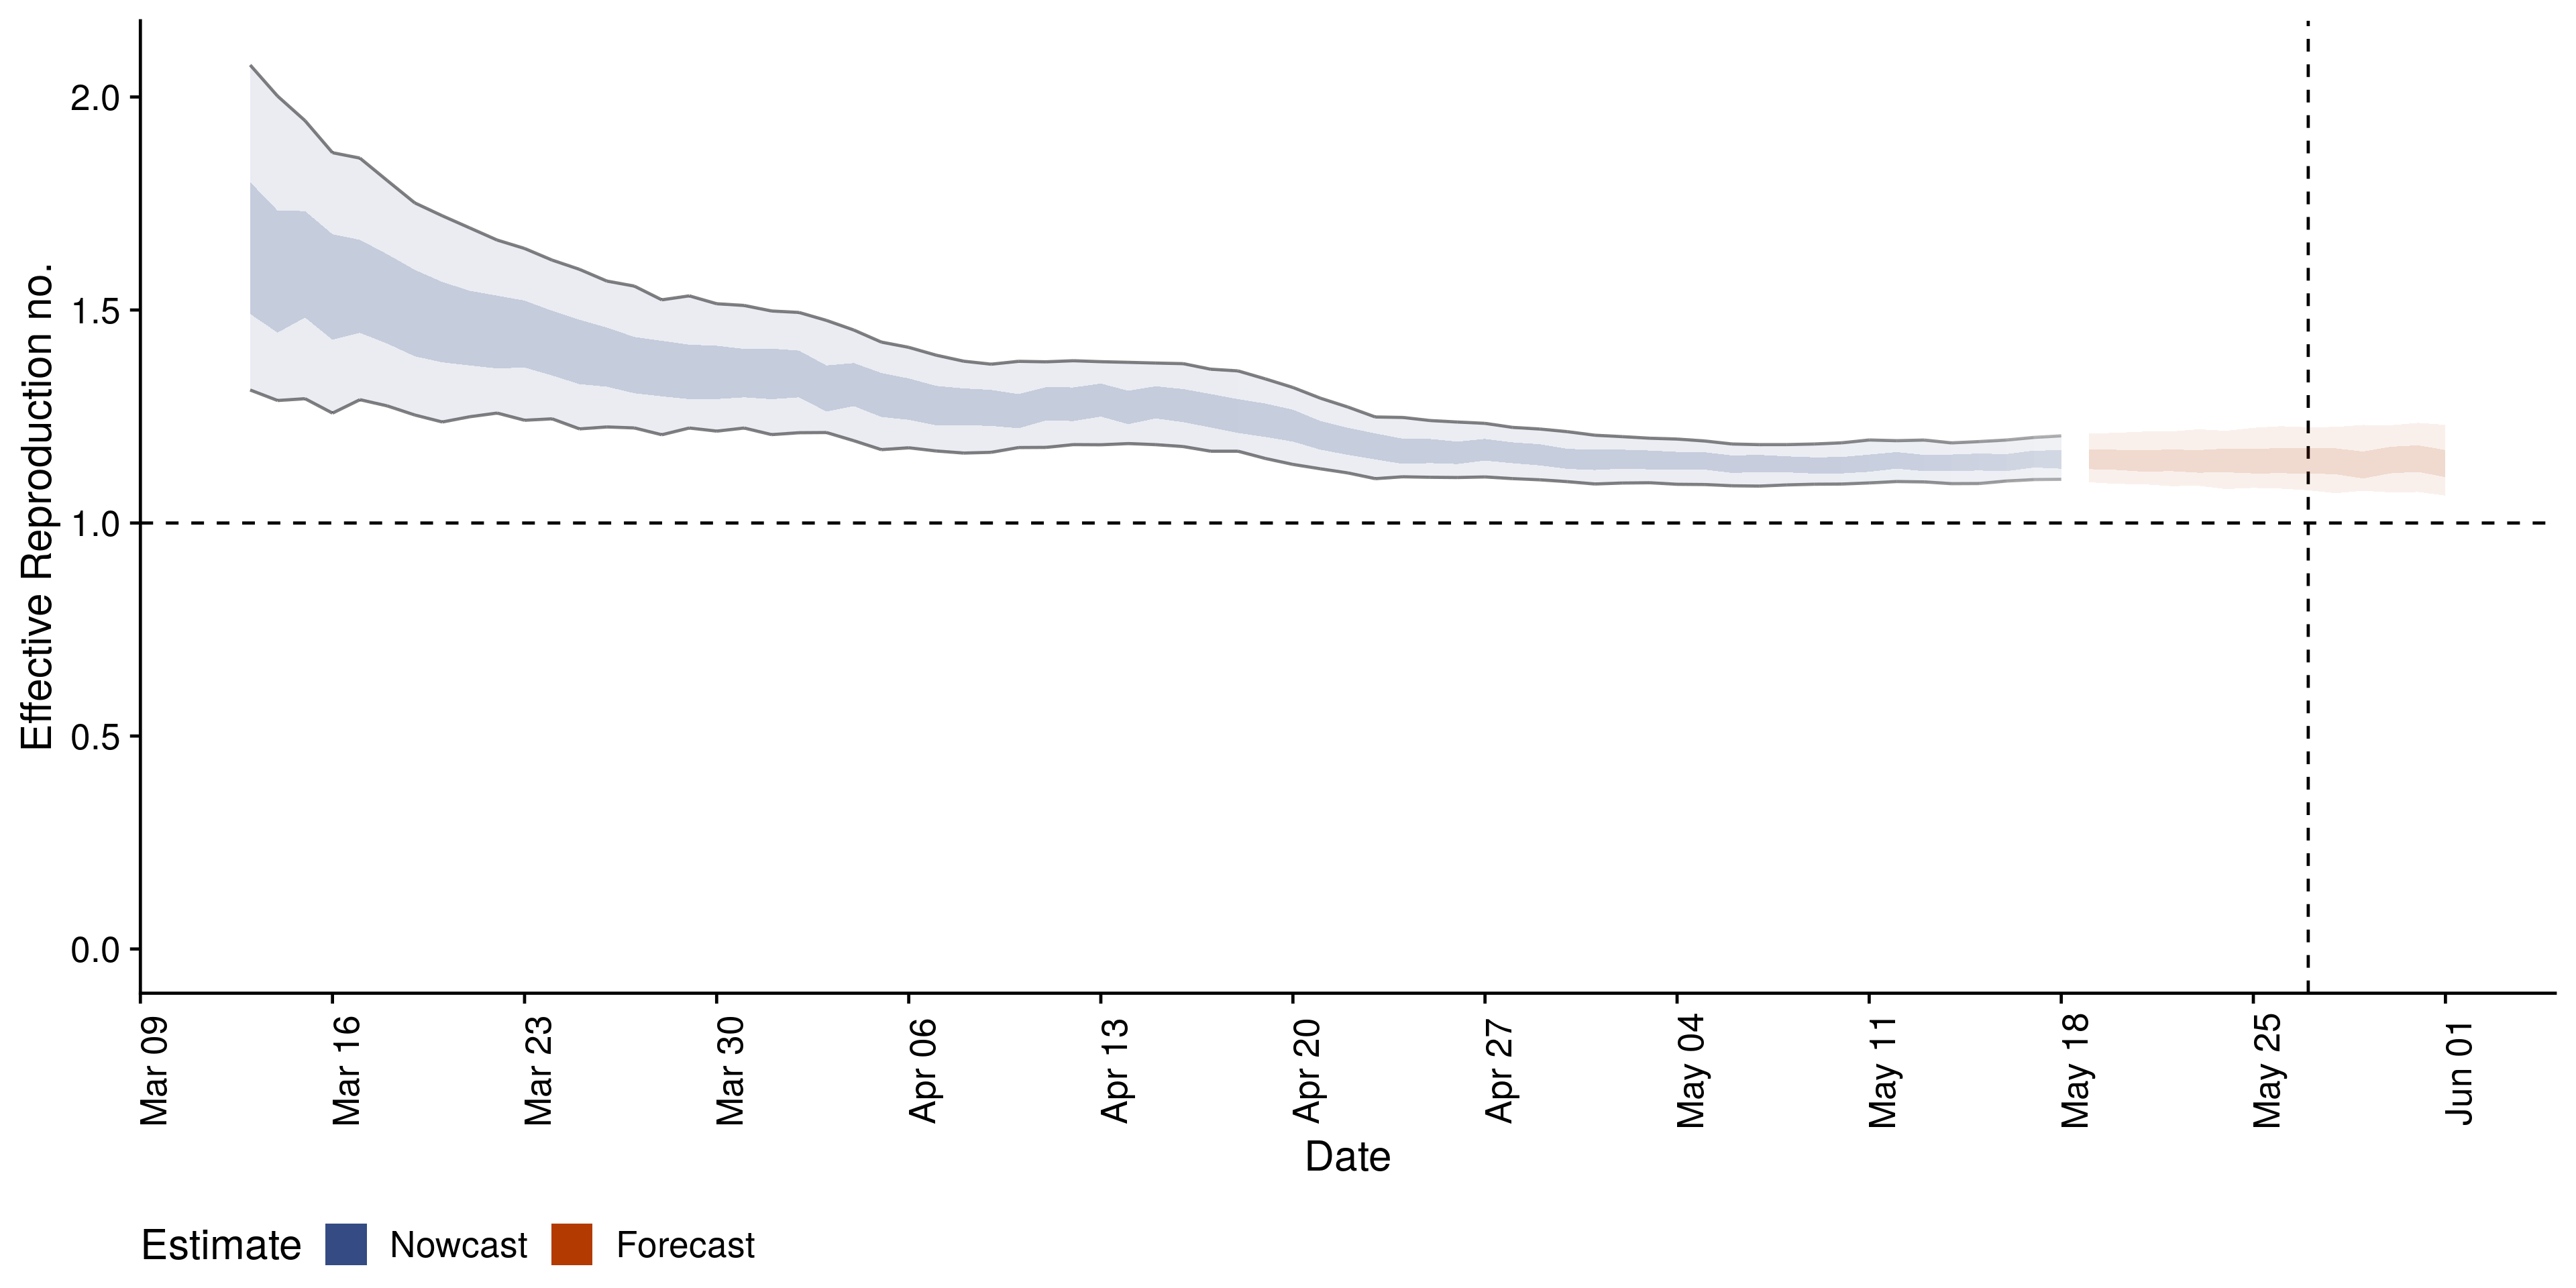 Effective Reproduction no.
2.0
1.5
1.0
0.5
0.0
Mar 09
Mar 16
Mar 23
Mar 30
Apr 06
Apr 13
Apr 20
Apr 27
May 04
May 11
May 18
May 25
Jun 01
Date
Estimate Nowcast Forecast